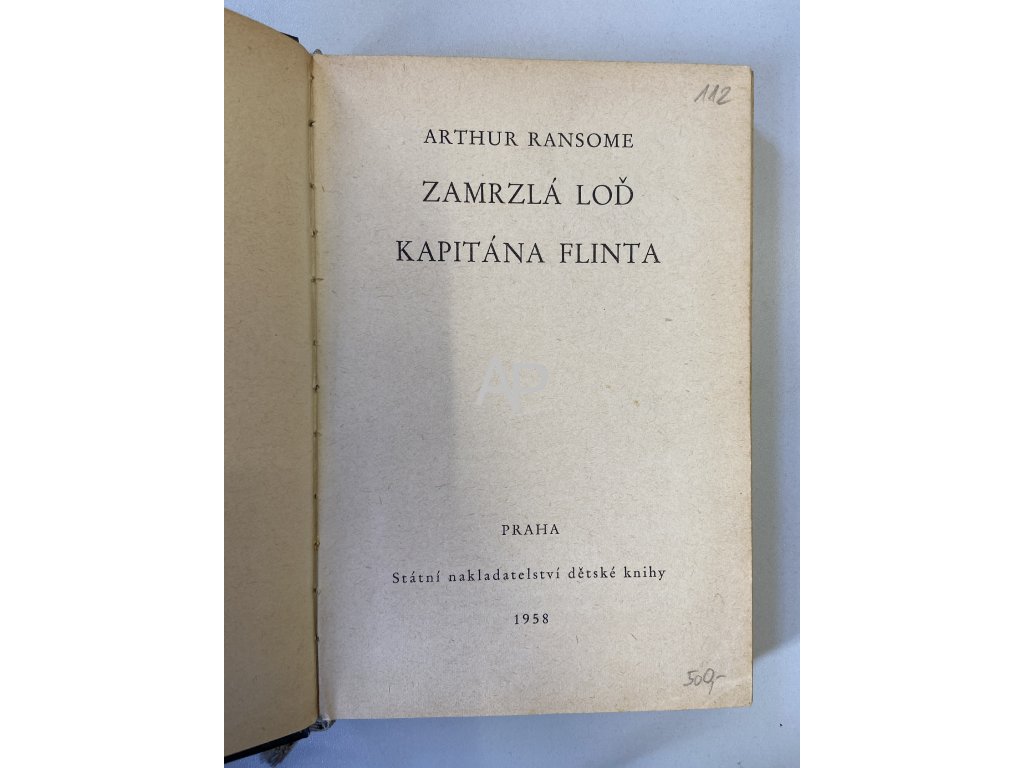 112
ARTHUR RANSOME
ZAMRZLÁ LOĎ
KAPITÁNA FLINTA
AP
PRAHA
Státní nakladatelství dětské knihy
1958
500,-